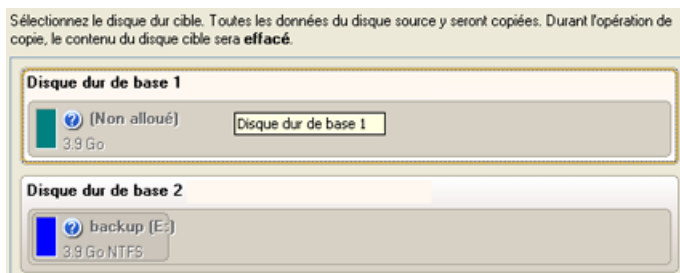 Sélectionnez le disque dur cible. Toutes les données du disque source y seront copiées. Durant l'opération de
copie, le contenu du disque cible sera effacé.
Disque dur de base 1
(Non alloué)
Disque dur de base 1
3.9 Go
Disque dur de base 2
backup (E:)
3.9 Go NTFS